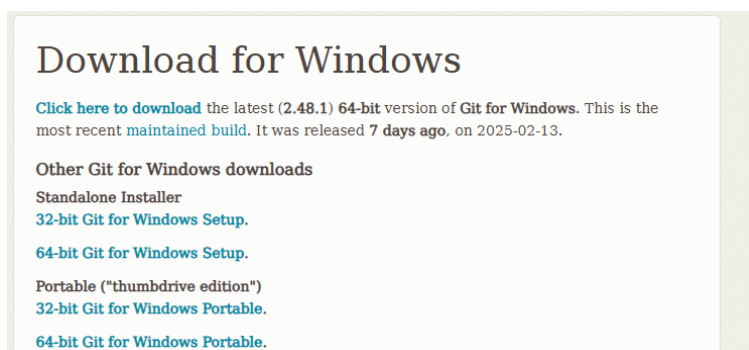 Download for Windows
Click here to download the latest (2.48.1) 64-bit version of Git for Windows. This is the
most recent maintained build. It was released 7 days ago, on 2025-02-13.
Other Git for Windows downloads
Standalone Installer
32-bit Git for Windows Setup.
64-bit Git for Windows Setup.
Portable ("thumbdrive edition")
32-bit Git for Windows Portable.
64-bit Git for Windows Portable.